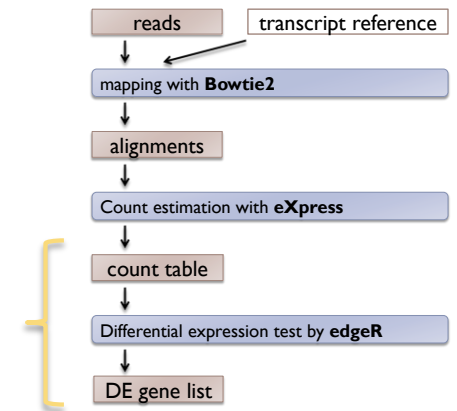 reads
transcript reference
mapping with Bowtie2
alignments
Count estimation with eXpress
count table
Differential expression test by edgeR
DE gene list